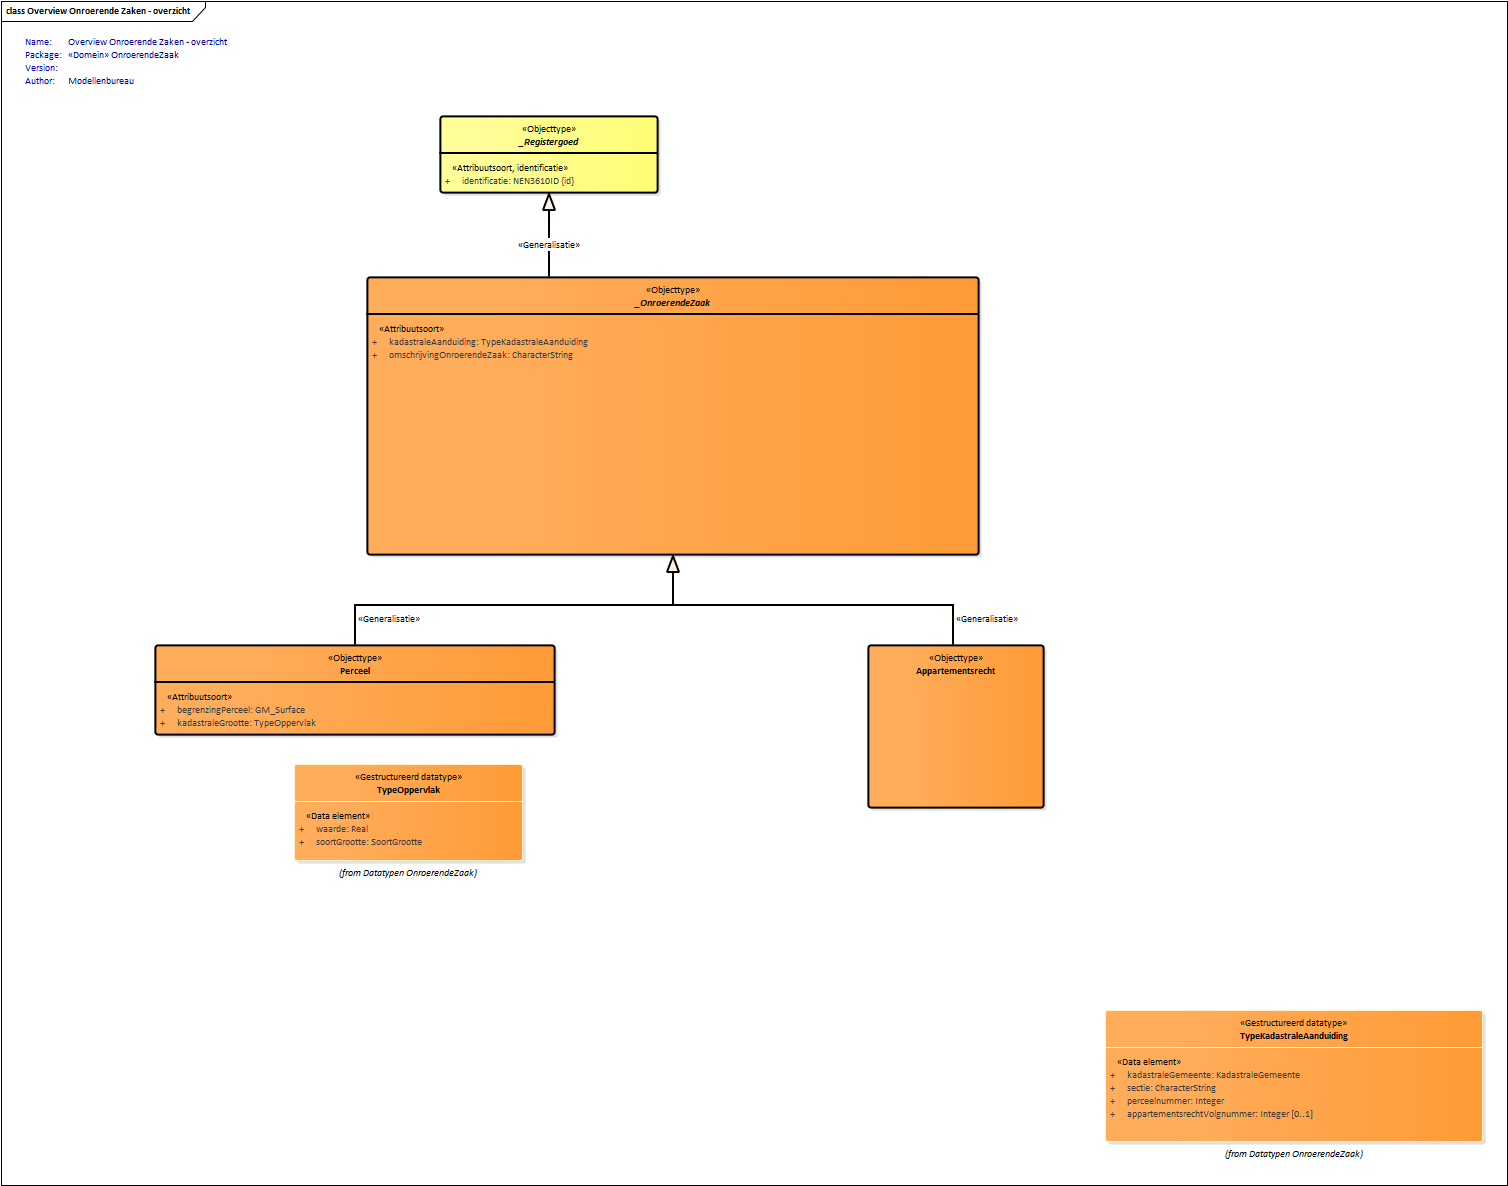 class Overview Onroerende Zaken - overzicht
Name: Overview Onroerende Zaken - overzicht
Package: «Domein» OnroerendeZaak
Version:
Author: Modellenbureau
«Objecttype»
_Registergoed
«Attribuutsoort, identificatie»
+ identificatie: NEN3610ID {id}
«Generalisatie»
«Objecttype»
_OnroerendeZaak
«Attribuutsoort»
+ kadastraleAanduiding: TypeKadastraleAanduiding
+ omschrijvingOnroerendeZaak: CharacterString
«Generalisatie»
«Generalisatie»
«Objecttype»
Perceel
«Attribuutsoort»
+ begrenzingPerceel: GM_Surface
+ kadastraleGrootte: TypeOppervlak
«Objecttype»
Appartementsrecht
«Gestructureerd datatype»
TypeOppervlak
«Data element»
+ waarde: Real
+ soortGrootte: SoortGrootte
(from Datatypen OnroerendeZaak)
«Gestructureerd datatype»
TypeKadastraleAanduiding
«Data element»
+ kadastraleGemeente: KadastraleGemeente
+ sectie: CharacterString
+ perceelnummer: Integer
+ appartementsrechtVolgnummer: Integer [0..1]
(from Datatypen OnroerendeZaak)